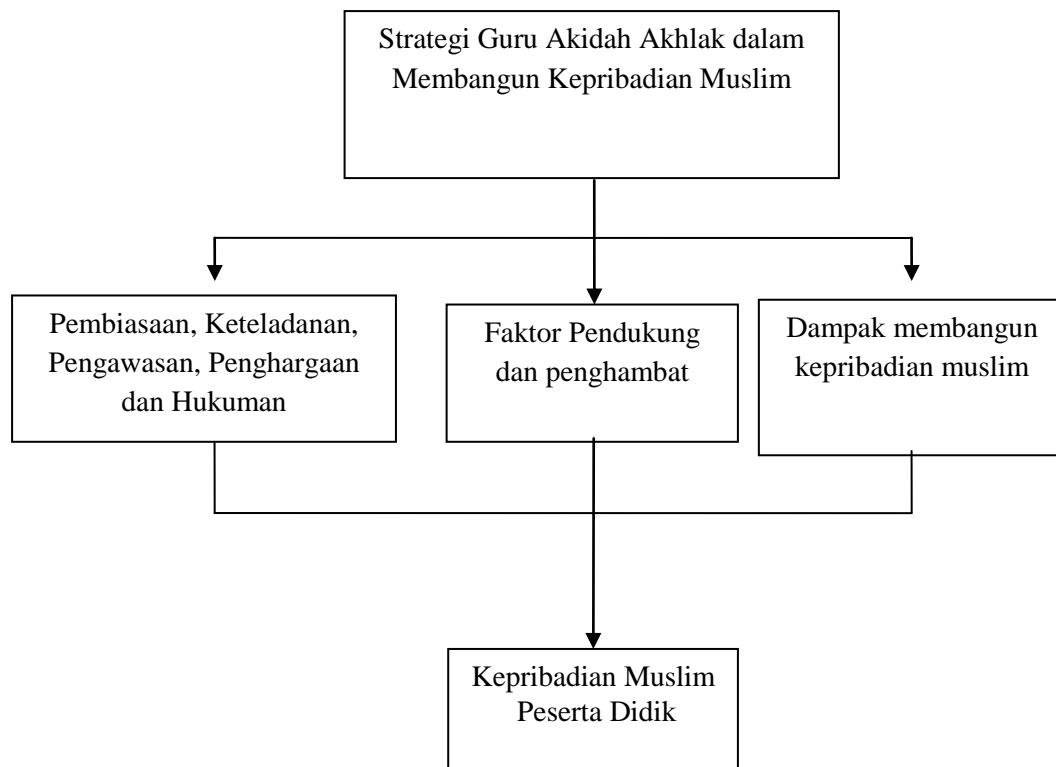 Strategi Guru Akidah Akhlak dalam
Membangun Kepribadian Muslim
Pembiasaan, Keteladanan,
Pengawasan, Penghargaan
dan Hukuman
Faktor Pendukung
dan penghambat
Dampak membangun
kepribadian muslim
Kepribadian Muslim
Peserta Didik